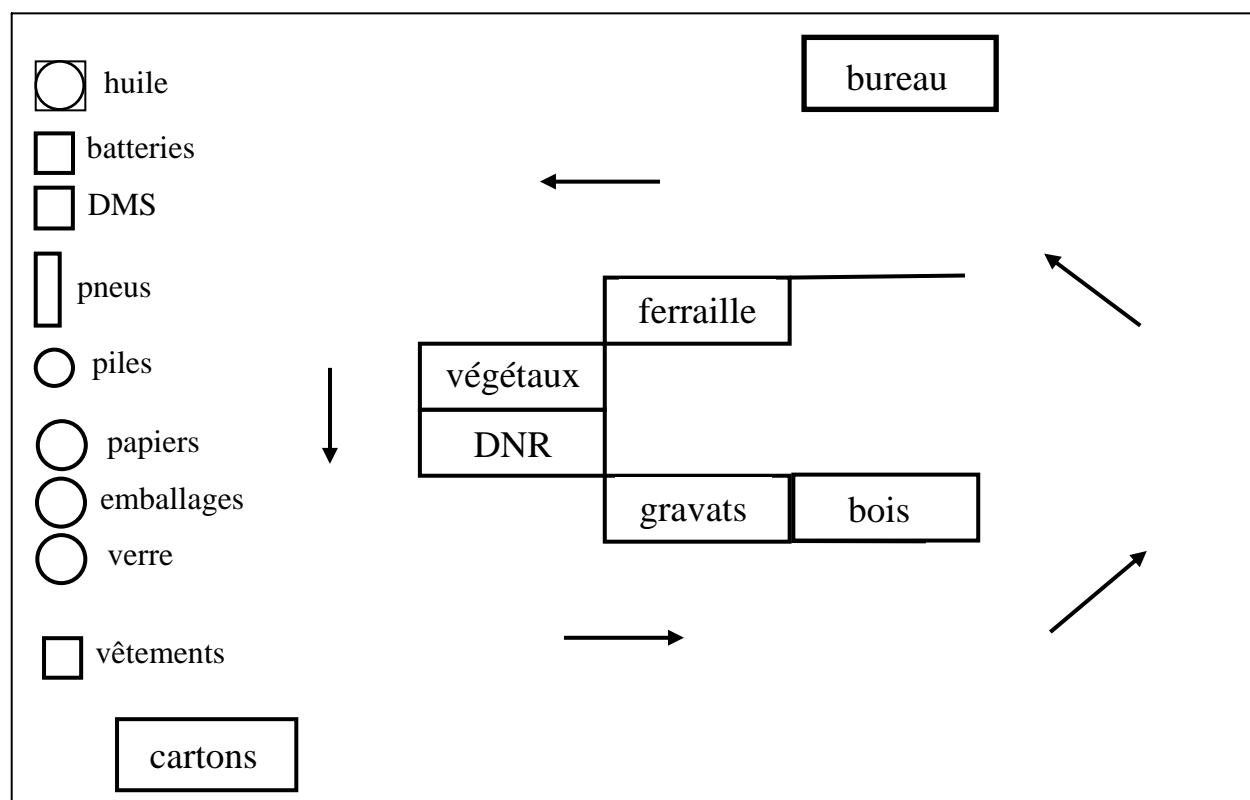 huile
bureau
batteries
DMS
pneus
ferraille
piles
végétaux
papiers
DNR
emballages
gravats
bois
verre
vêtements
cartons